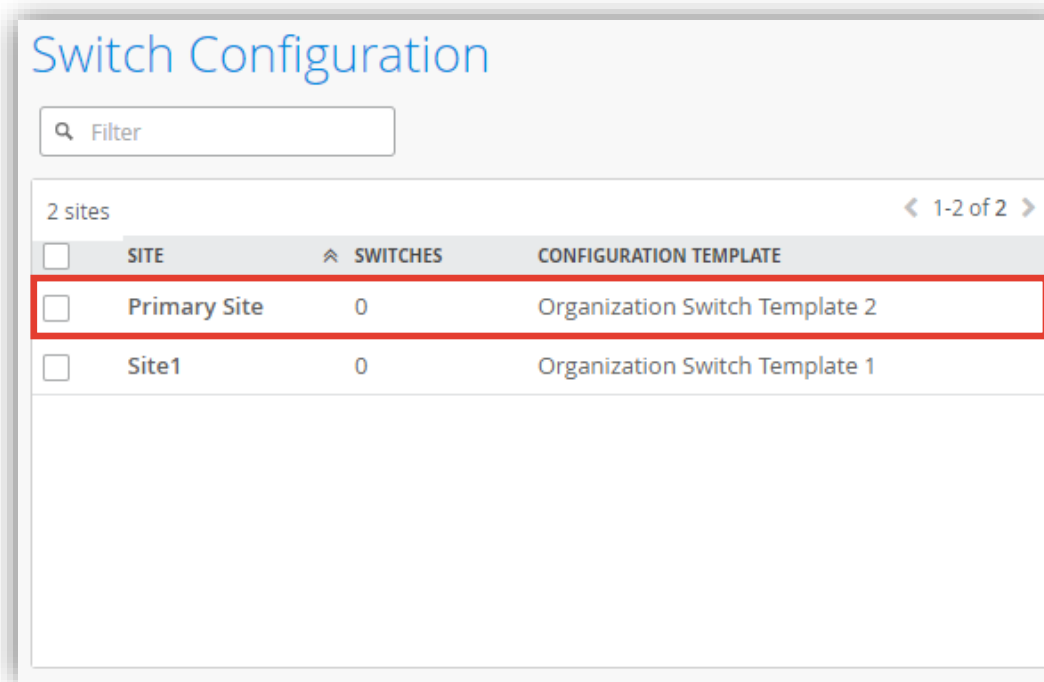 Switch Configuration
Filter
2 sites 1-2 of 2
SITE SWITCHES CONFIGURATION TEMPLATE
Primary Site 0 Organization Switch Template 2
Site1 0 Organization Switch Template 1